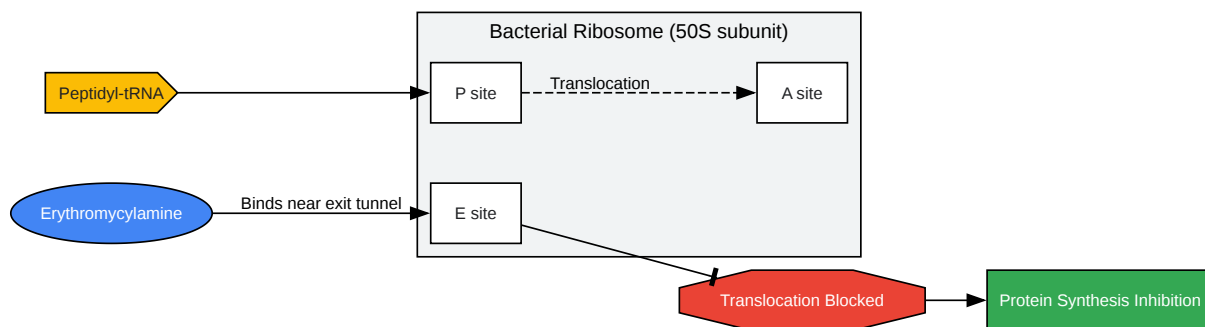 Bacterial Ribosome (50S subunit)
Peptidyl-tRNA
P site
Translocation
A site
Erythromycylamine
Binds near exit tunnel
E site
Translocation Blocked
Protein Synthesis Inhibition